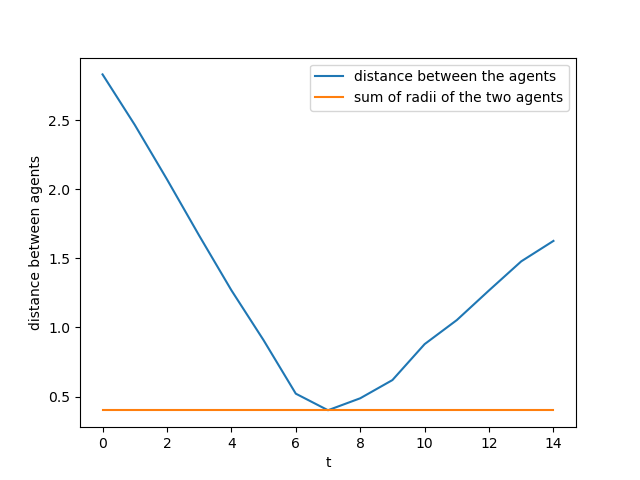 distance between the agents
sum of radii of the two agents
distance between agents
2.5
2.0
1.5
1.0
0.5
0 2 4 6 8 10 12 14
t